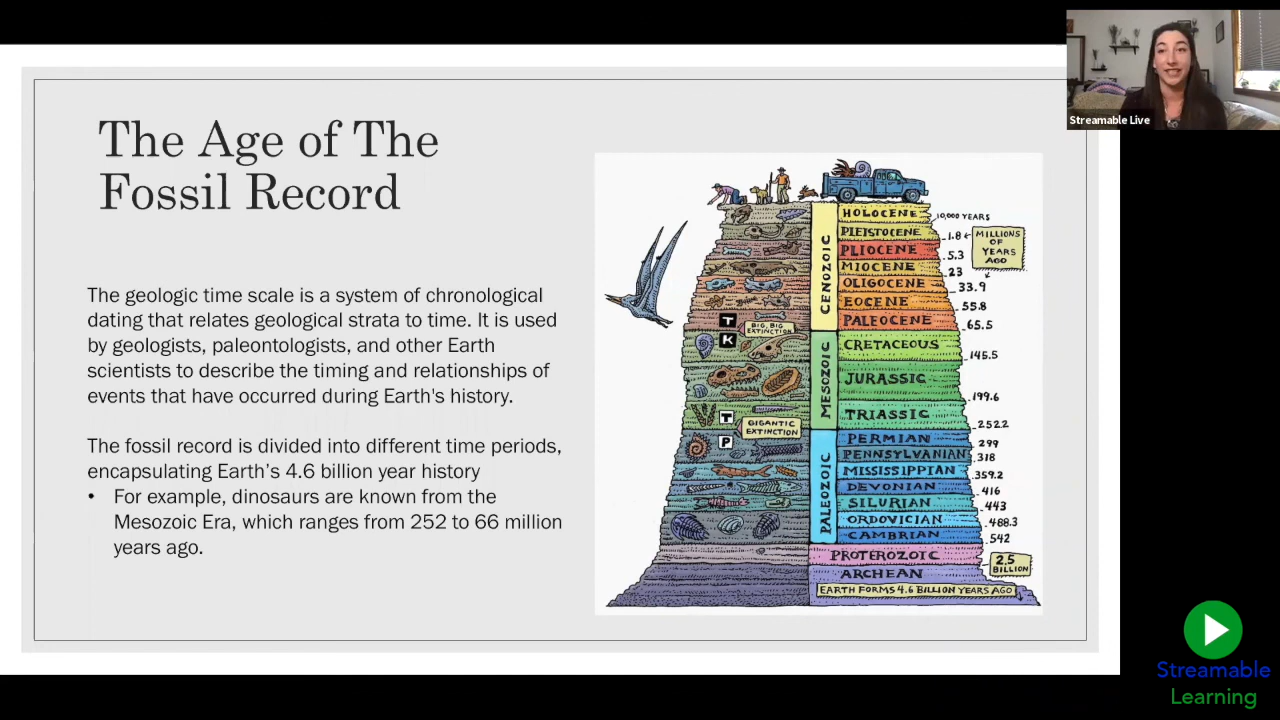 Streamable Live
The Age of The
Fossil Record
The geologic time scale is a system of chronological
dating that relates geological strata to time. It is used
by geologists, paleontologists, and other Earth
scientists to describe the timing and relationships of
events that have occurred during Earth's history.
The fossil record is divided into different time periods,
encapsulating Earth's 4.6 billion year history
• For example, dinosaurs are known from the
Mesozoic Era, which ranges from 252 to 66 million
years ago.
CENOZOIC
HOLOCENE
10,000 YEARS
PLEISTOCENE
1.8
MILLIONS
OF
YEARS
AGO
PLIOCENE
5.3
MIOCENE
23
OLIGOCENE
33.9
EOCENE
55.8
PALEOCENE
65.5
T
K
BIG, BIG
EXTINCTION
MESOZOIC
CRETACEOUS
145.5
JURASSIC
199.6
TRIASSIC
252.2
T
P
GIGANTIC
EXTINCTION
PALEOZOIC
PERMIAN
299
PENNSYLVANIAN
318
MISSISSIPPIAN
359.2
DEVONIAN
416
SILURIAN
443
ORDOVICIAN
488.3
CAMBRIAN
542
PROTEROZOIC
2.5
BILLION
ARCHEAN
EARTH FORMS 4.6 BILLION YEARS AGO
Streamable
Learning